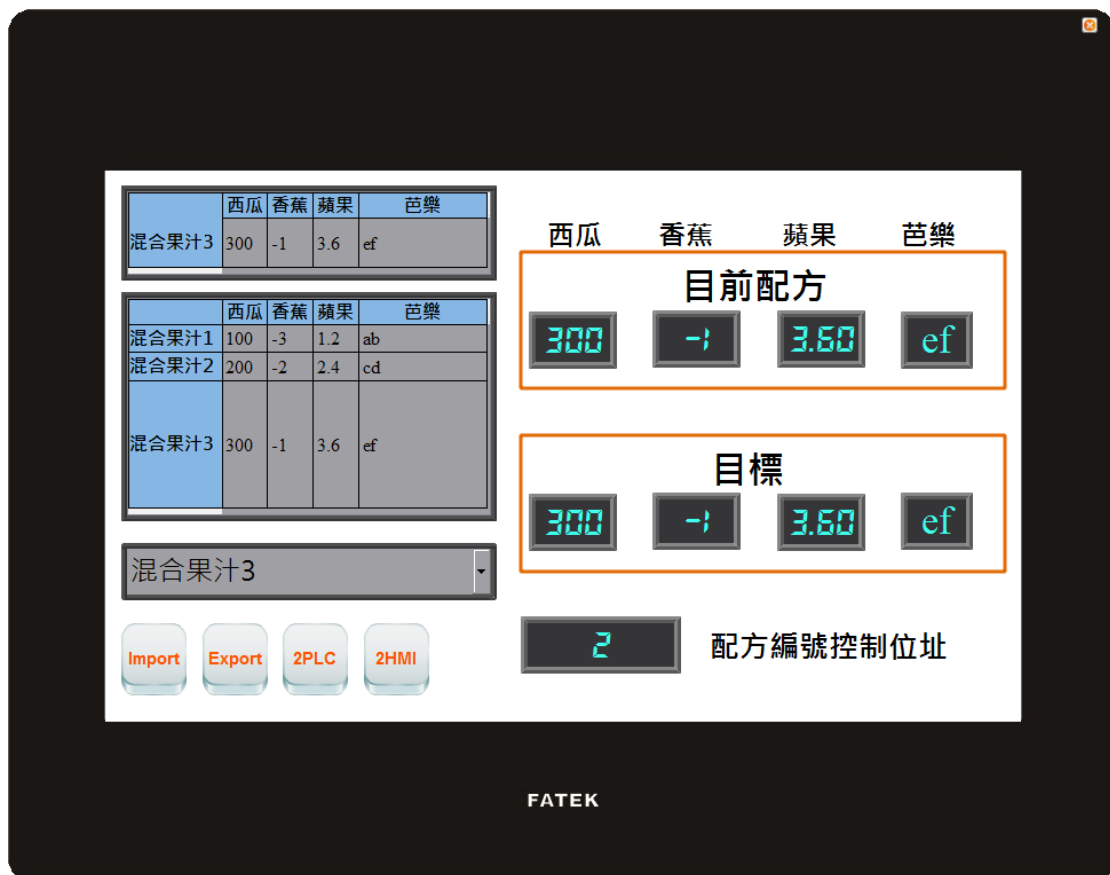 西瓜 香蕉 蘋果 芭樂
混合果汁3 300 -1 3.6 ef
西瓜 香蕉 蘋果 芭樂
混合果汁1 100 -3 1.2 ab
混合果汁2 200 -2 2.4 cd
混合果汁3 300 -1 3.6 ef
混合果汁3
Import Export 2PLC 2HMI
西瓜 香蕉 蘋果 芭樂
目前配方
300 -1 3.60 ef
目標
300 -1 3.60 ef
2 配方編號控制位址
FATEK